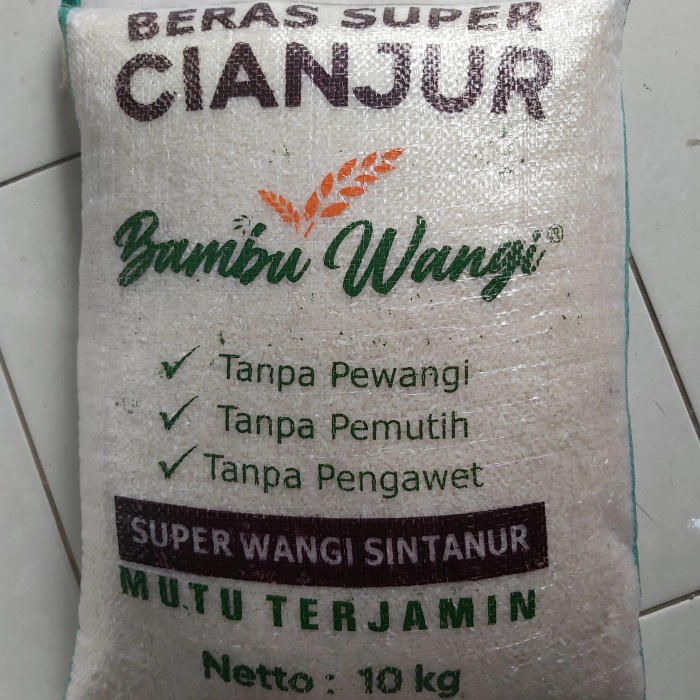 BERAS SUPER
CIANJUR
Bambu Wangi®
✓ Tanpa Pewangi
✓ Tanpa Pemutih
✓ Tanpa Pengawet
SUPER WANGI SINTANUR
MUTU TERJAMIN
Netto : 10 kg